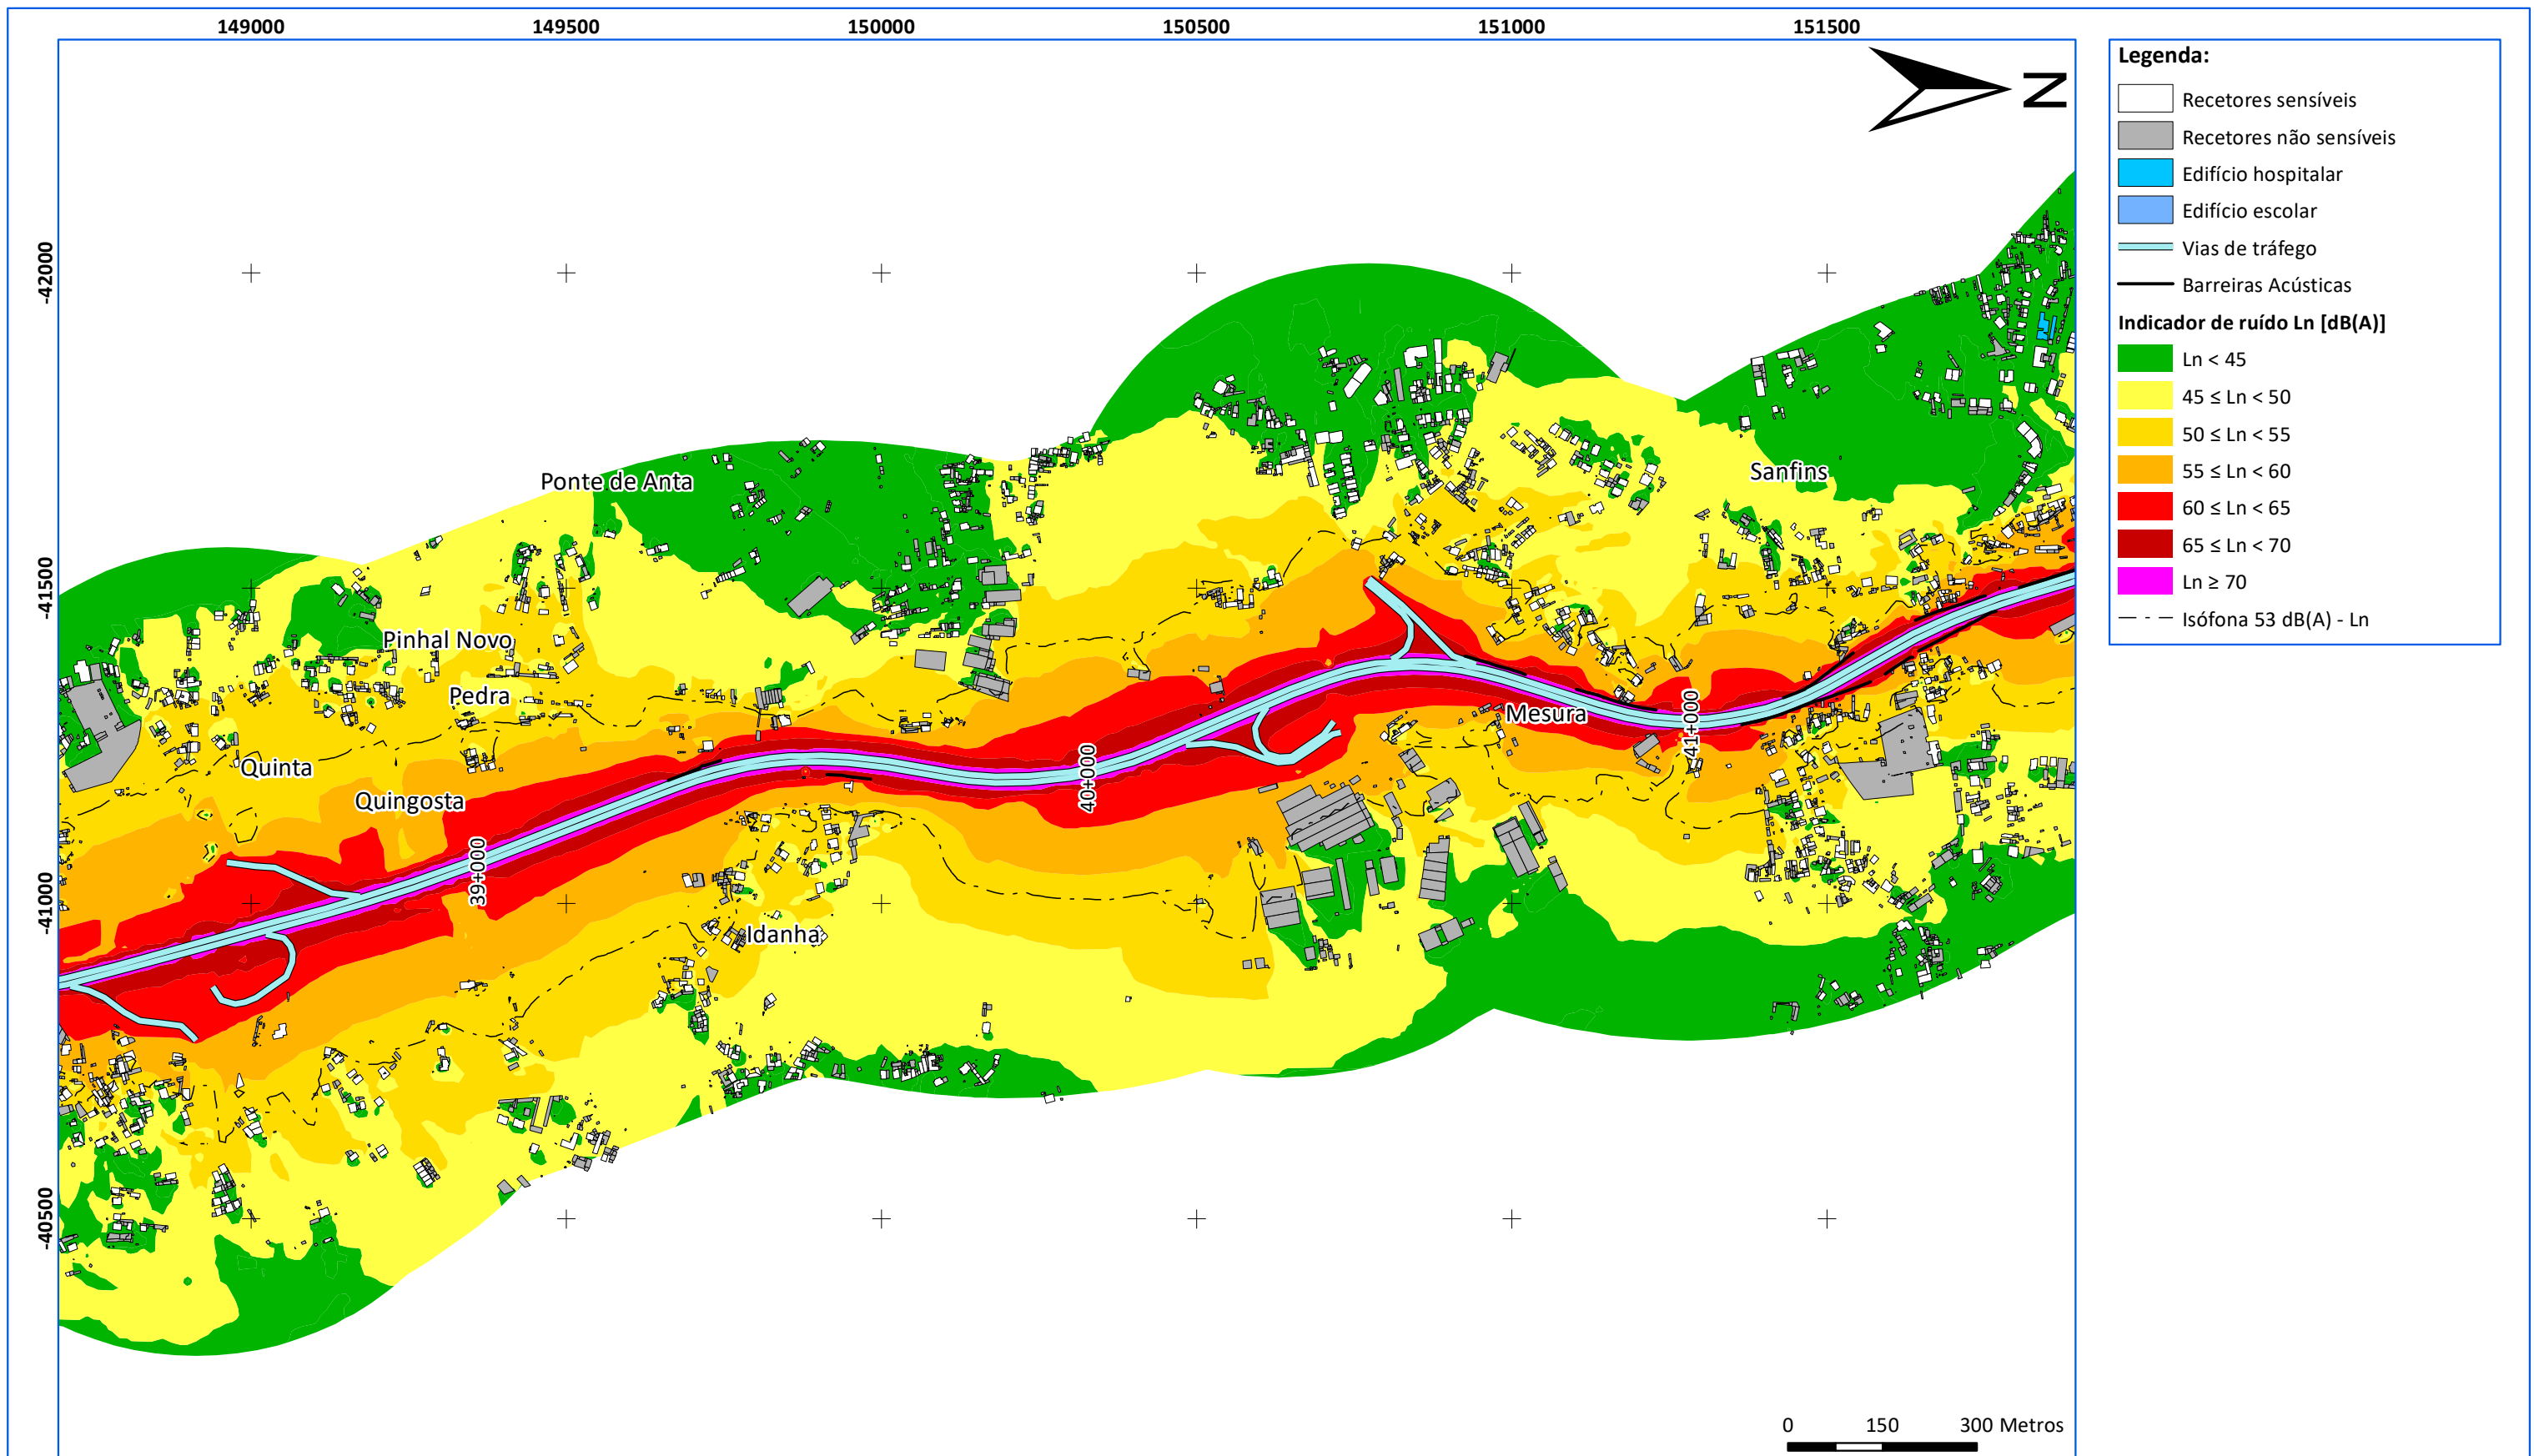 149000
149500
150000
150500
151000
151500
-42000
-41500
-41000
-40500
N
Ponte de Anta
Pinhal Novo
Pedra
Quinta
Quingosta
Idanha
Mesura
Sanfins
39+000
40+000
41+000
0 150 300 Metros
Legenda:
Recetores sensíveis
Recetores não sensíveis
Edifício hospitalar
Edifício escolar
Vias de tráfego
Barreiras Acústicas
Indicador de ruído Ln [dB(A)]
Ln < 45
45 ≤ Ln < 50
50 ≤ Ln < 55
55 ≤ Ln < 60
60 ≤ Ln < 65
65 ≤ Ln < 70
Ln ≥ 70
Isófona 53 dB(A) - Ln